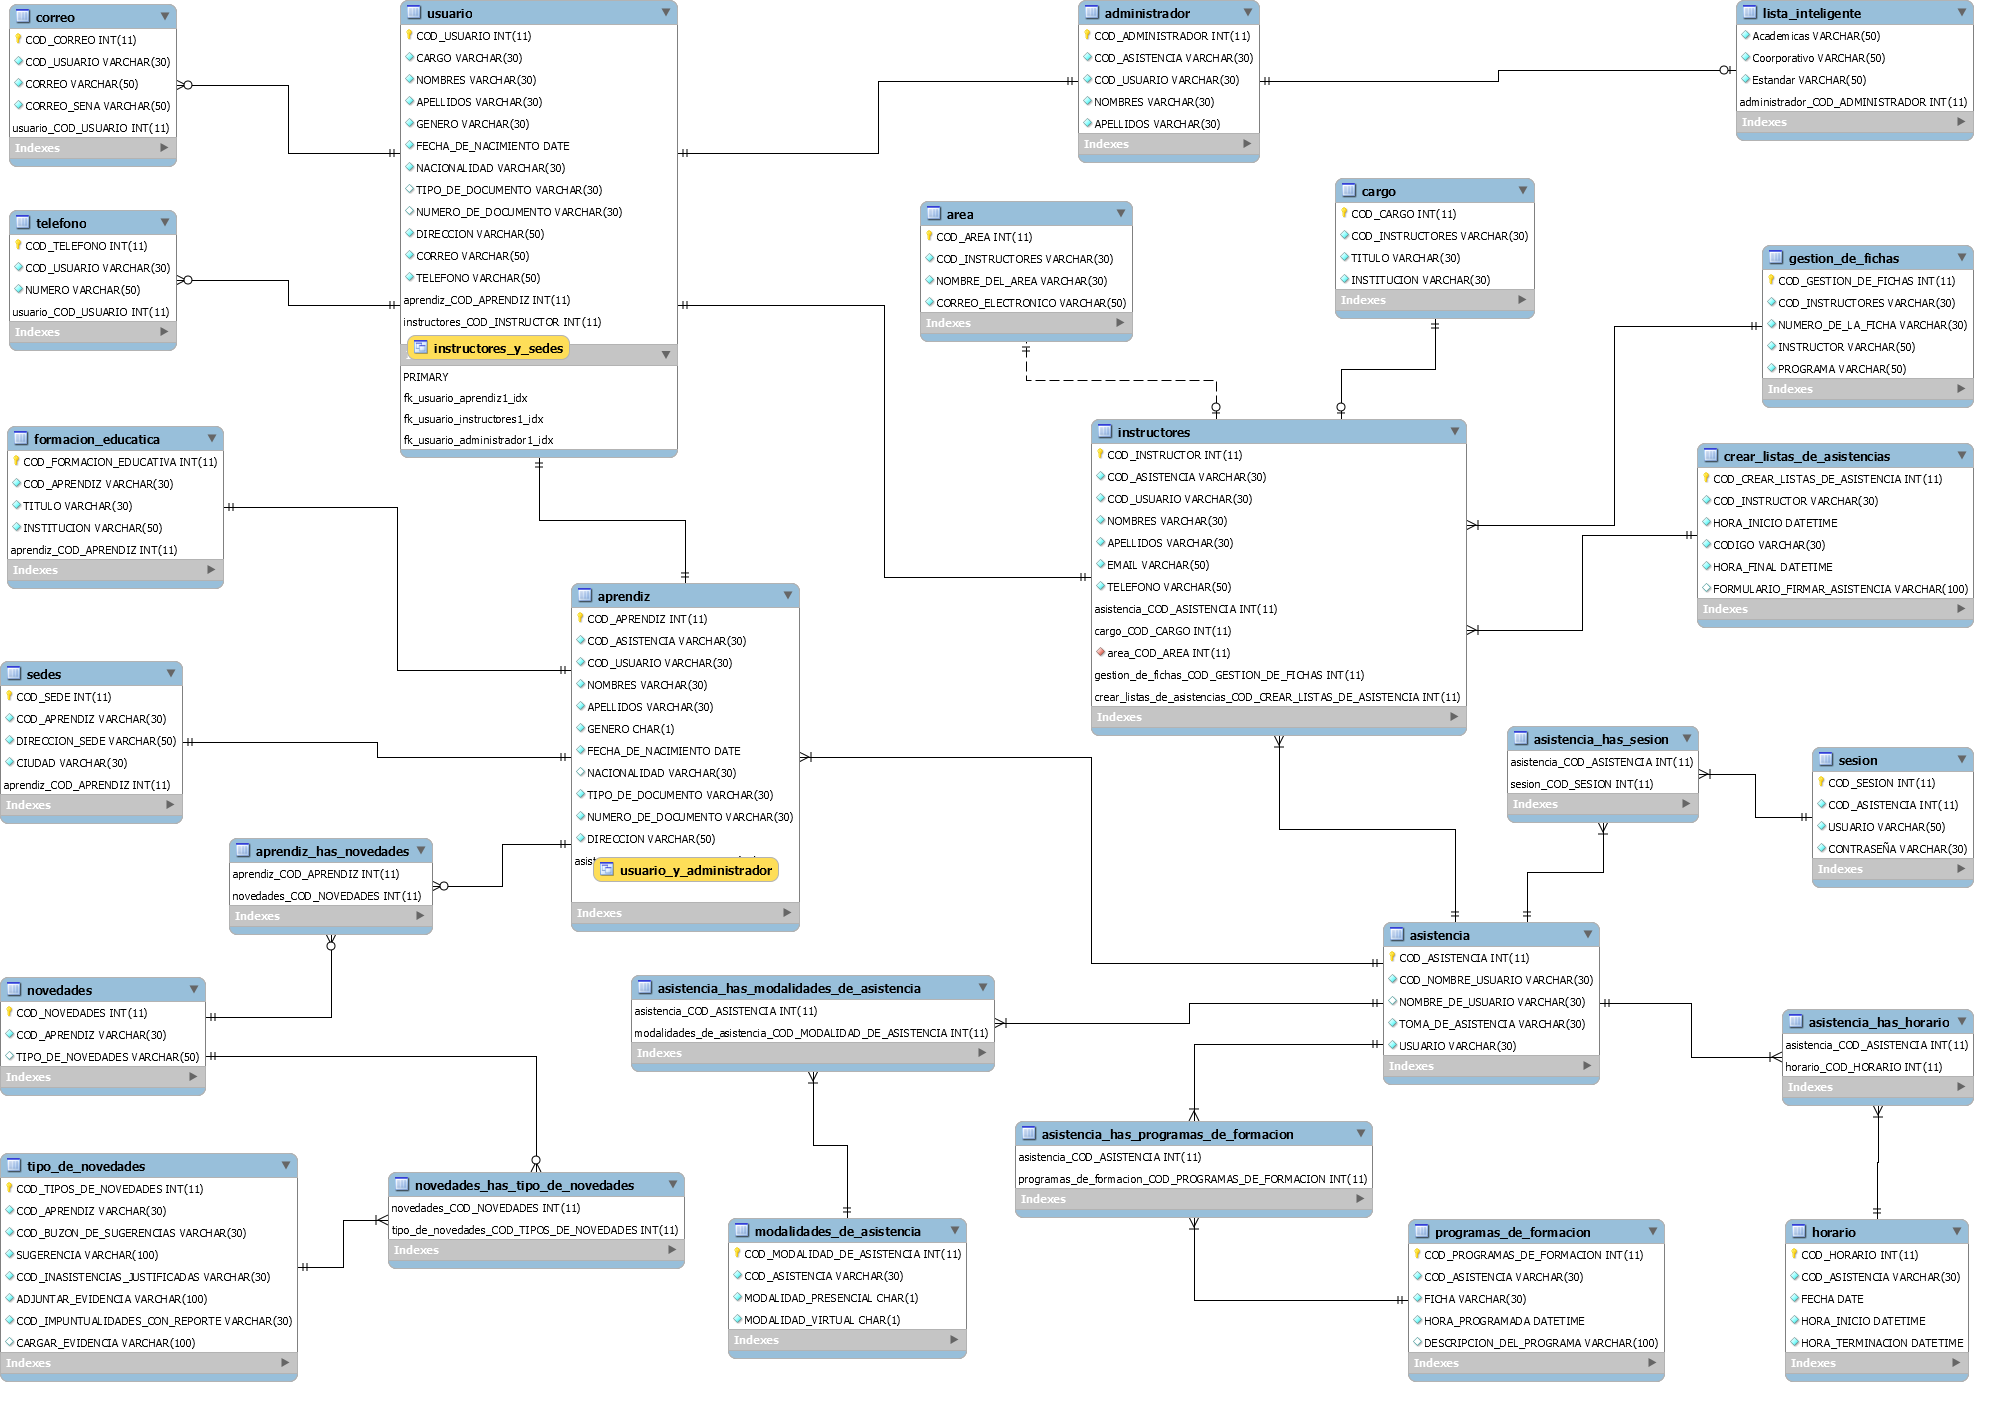 correo
COD_CORREO INT(11)
COD_USUARIO VARCHAR(30)
CORREO VARCHAR(50)
CORREO_SENA VARCHAR(50)
usuario_COD_USUARIO INT(11)
Indexes
usuario
COD_USUARIO INT(11)
CARGO VARCHAR(30)
NOMBRES VARCHAR(30)
APELLIDOS VARCHAR(30)
GENERO VARCHAR(30)
FECHA_DE_NACIMIENTO DATE
NACIONALIDAD VARCHAR(30)
TIPO_DE_DOCUMENTO VARCHAR(30)
NUMERO_DE_DOCUMENTO VARCHAR(30)
DIRECCION VARCHAR(50)
CORREO VARCHAR(50)
TELEFONO VARCHAR(50)
aprendiz_COD_APRENDIZ INT(11)
instructores_COD_INSTRUCTOR INT(11)
instructores_y_sedes
PRIMARY
fk_usuario_aprendiz1_idx
fk_usuario_instructores1_idx
fk_usuario_administrador1_idx
administrador
COD_ADMINISTRADOR INT(11)
COD_ASISTENCIA VARCHAR(30)
COD_USUARIO VARCHAR(30)
NOMBRES VARCHAR(30)
APELLIDOS VARCHAR(30)
Indexes
lista_inteligente
Academicas VARCHAR(50)
Coorporativo VARCHAR(50)
Estandar VARCHAR(50)
administrador_COD_ADMINISTRADOR INT(11)
Indexes
telefono
COD_TELEFONO INT(11)
COD_USUARIO VARCHAR(30)
NUMERO VARCHAR(50)
usuario_COD_USUARIO INT(11)
Indexes
area
COD_AREA INT(11)
COD_INSTRUCTORES VARCHAR(30)
NOMBRE_DEL_AREA VARCHAR(30)
CORREO_ELECTRONICO VARCHAR(50)
Indexes
cargo
COD_CARGO INT(11)
COD_INSTRUCTORES VARCHAR(30)
TITULO VARCHAR(30)
INSTITUCION VARCHAR(30)
Indexes
gestion_de_fichas
COD_GESTION_DE_FICHAS INT(11)
COD_INSTRUCTORES VARCHAR(30)
NUMERO_DE_LA_FICHA VARCHAR(30)
INSTRUCTOR VARCHAR(50)
PROGRAMA VARCHAR(50)
Indexes
formacion_educatica
COD_FORMACION_EDUCATIVA INT(11)
COD_APRENDIZ VARCHAR(30)
TITULO VARCHAR(30)
INSTITUCION VARCHAR(50)
aprendiz_COD_APRENDIZ INT(11)
Indexes
instructores
COD_INSTRUCTOR INT(11)
COD_ASISTENCIA VARCHAR(30)
COD_USUARIO VARCHAR(30)
NOMBRES VARCHAR(30)
APELLIDOS VARCHAR(30)
EMAIL VARCHAR(50)
TELEFONO VARCHAR(50)
asistencia_COD_ASISTENCIA INT(11)
cargo_COD_CARGO INT(11)
area_COD_AREA INT(11)
gestion_de_fichas_COD_GESTION_DE_FICHAS INT(11)
crear_listas_de_asistencias_COD_CREAR_LISTAS_DE_ASISTENCIA INT(11)
Indexes
crear_listas_de_asistencias
COD_CREAR_LISTAS_DE_ASISTENCIA INT(11)
COD_INSTRUCTOR VARCHAR(30)
HORA_INICIO DATETIME
CODIGO VARCHAR(30)
HORA_FINAL DATETIME
FORMULARIO_FIRMAR_ASISTENCIA VARCHAR(100)
Indexes
aprendiz
COD_APRENDIZ INT(11)
COD_ASISTENCIA VARCHAR(30)
COD_USUARIO VARCHAR(30)
NOMBRES VARCHAR(30)
APELLIDOS VARCHAR(30)
GENERO CHAR(1)
FECHA_DE_NACIMIENTO DATE
NACIONALIDAD VARCHAR(30)
TIPO_DE_DOCUMENTO VARCHAR(30)
NUMERO_DE_DOCUMENTO VARCHAR(30)
DIRECCION VARCHAR(50)
usuario_y_administrador
Indexes
sedes
COD_SEDE INT(11)
COD_APRENDIZ VARCHAR(30)
DIRECCION_SEDE VARCHAR(50)
CIUDAD VARCHAR(30)
aprendiz_COD_APRENDIZ INT(11)
Indexes
asistencia_has_sesion
asistencia_COD_ASISTENCIA INT(11)
sesion_COD_SESION INT(11)
Indexes
sesion
COD_SESION INT(11)
COD_ASISTENCIA INT(11)
USUARIO VARCHAR(50)
CONTRASEÑA VARCHAR(30)
Indexes
aprendiz_has_novedades
aprendiz_COD_APRENDIZ INT(11)
novedades_COD_NOVEDADES INT(11)
Indexes
asistencia
COD_ASISTENCIA INT(11)
COD_NOMBRE_USUARIO VARCHAR(30)
NOMBRE_DE_USUARIO VARCHAR(30)
TOMA_DE_ASISTENCIA VARCHAR(30)
USUARIO VARCHAR(30)
Indexes
novedades
COD_NOVEDADES INT(11)
COD_APRENDIZ VARCHAR(30)
TIPO_DE_NOVEDADES VARCHAR(50)
Indexes
asistencia_has_modalidades_de_asistencia
asistencia_COD_ASISTENCIA INT(11)
modalidades_de_asistencia_COD_MODALIDAD_DE_ASISTENCIA INT(11)
Indexes
asistencia_has_horario
asistencia_COD_ASISTENCIA INT(11)
horario_COD_HORARIO INT(11)
Indexes
asistencia_has_programas_de_formacion
asistencia_COD_ASISTENCIA INT(11)
programas_de_formacion_COD_PROGRAMAS_DE_FORMACION INT(11)
Indexes
tipo_de_novedades
COD_TIPOS_DE_NOVEDADES INT(11)
COD_APRENDIZ VARCHAR(30)
COD_BUZON_DE_SUGERENCIAS VARCHAR(30)
SUGERENCIA VARCHAR(100)
COD_INASISTENCIAS_JUSTIFICADAS VARCHAR(30)
ADJUNTAR_EVIDENCIA VARCHAR(100)
COD_IMPUNTUALIDADES_CON_REPORTE VARCHAR(30)
CARGAR_EVIDENCIA VARCHAR(100)
Indexes
novedades_has_tipo_de_novedades
novedades_COD_NOVEDADES INT(11)
tipo_de_novedades_COD_TIPOS_DE_NOVEDADES INT(11)
Indexes
modalidades_de_asistencia
COD_MODALIDAD_DE_ASISTENCIA INT(11)
COD_ASISTENCIA VARCHAR(30)
MODALIDAD_PRESENCIAL CHAR(1)
MODALIDAD_VIRTUAL CHAR(1)
Indexes
programas_de_formacion
COD_PROGRAMAS_DE_FORMACION INT(11)
COD_ASISTENCIA VARCHAR(30)
FICHA VARCHAR(30)
HORA_PROGRAMADA DATETIME
DESCRIPCION_DEL_PROGRAMA VARCHAR(100)
Indexes
horario
COD_HORARIO INT(11)
COD_ASISTENCIA VARCHAR(30)
FECHA DATE
HORA_INICIO DATETIME
HORA_TERMINACION DATETIME
Indexes